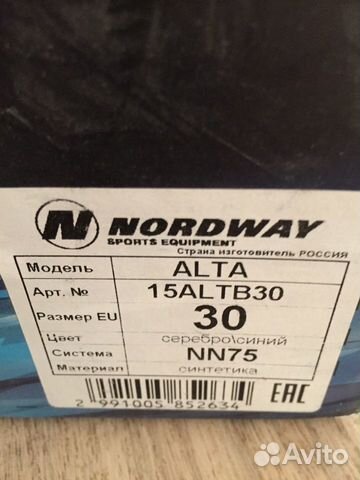 N NORDWAY
SPORTS EQUIPMENT
Страна изготовитель РОССИЯ
Модель ALTA
Арт. № 15ALTB30
Размер EU 30
Цвет серебро\синий
Система NN75
Материал синтетика
2 991005 852634
EAC
Avito